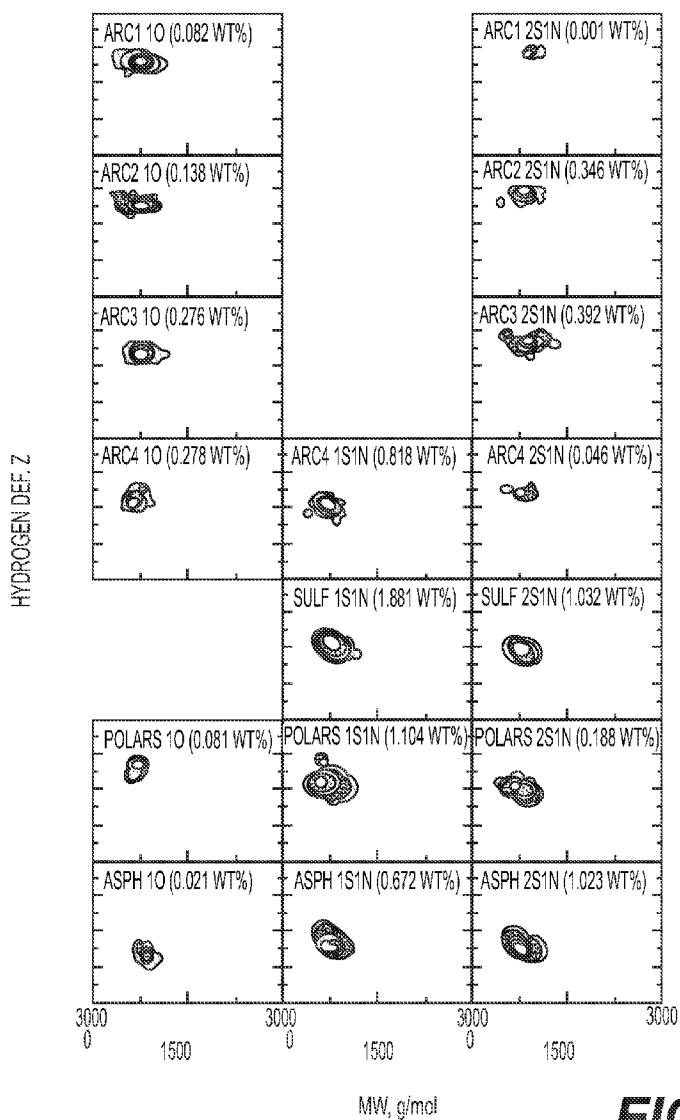 ARC1 1O (0.082 WT%)
ARC1 2S1N (0.001 WT%)
ARC2 1O (0.138 WT%)
ARC2 2S1N (0.346 WT%)
ARC3 1O (0.276 WT%)
ARC3 2S1N (0.392 WT%)
ARC4 1O (0.278 WT%)
ARC4 1S1N (0.818 WT%)
ARC4 2S1N (0.046 WT%)
HYDROGEN DEF. Z
SULF 1S1N (1.881 WT%)
SULF 2S1N (1.032 WT%)
POLARS 1O (0.081 WT%)
POLARS 1S1N (1.104 WT%)
POLARS 2S1N (0.188 WT%)
ASPH 1O (0.021 WT%)
ASPH 1S1N (0.672 WT%)
ASPH 2S1N (1.023 WT%)
3000 3000 3000 3000
0 0 0
1500 1500 1500
MW, g/mol